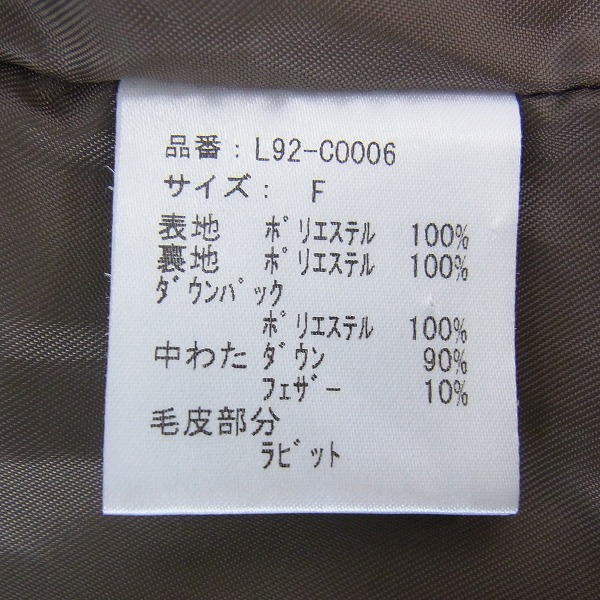 品番：L92-C0006
サイズ： F
表地 ﾎﾟﾘｴｽﾃﾙ 100%
裏地 ﾎﾟﾘｴｽﾃﾙ 100%
ﾀﾞｳﾝﾊﾟｯｸ
ﾎﾟﾘｴｽﾃﾙ 100%
中わた ﾀﾞｳﾝ 90%
ﾌｪｻﾞｰ 10%
毛皮部分
ﾗﾋﾞｯﾄ